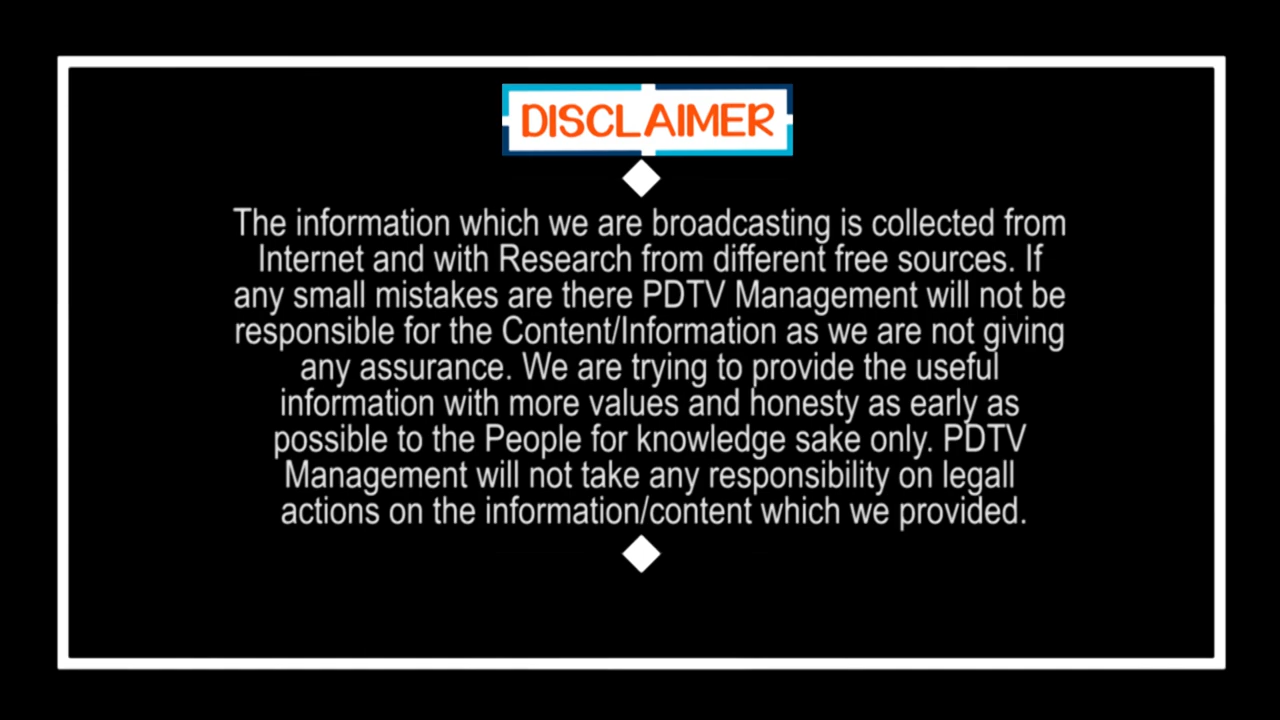 DISCLAIMER
The information which we are broadcasting is collected from
Internet and with Research from different free sources. If
any small mistakes are there PDTV Management will not be
responsible for the Content/Information as we are not giving
any assurance. We are trying to provide the useful
information with more values and honesty as early as
possible to the People for knowledge sake only. PDTV
Management will not take any responsibility on legall
actions on the information/content which we provided.